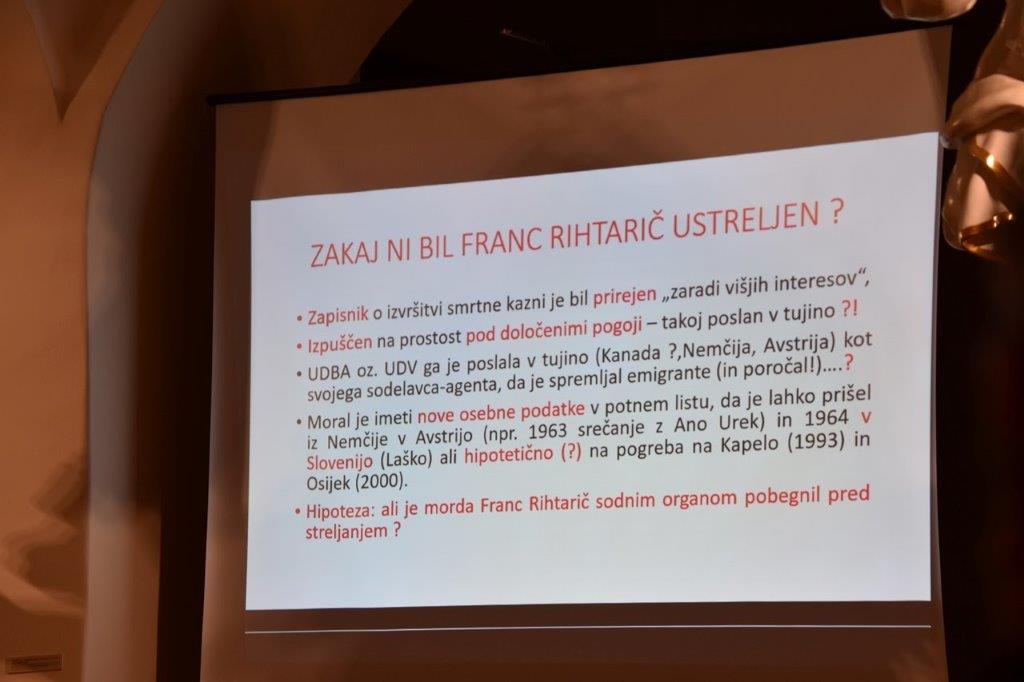 ZAKAJ NI BIL FRANC RIHTARIČ USTRELJEN ?
• Zapisnik o izvršitvi smrtne kazni je bil prirejen „zaradi višjih interesov“,
• Izpuščen na prostost pod določenimi pogoji – takoj poslan v tujino ?!
• UDBA oz. UDV ga je poslala v tujino (Kanada ?,Nemčija, Avstrija) kot
svojega sodelavca-agenta, da je spremljal emigrante (in poročal!)....?
• Moral je imeti nove osebne podatke v potnem listu, da je lahko prišel
iz Nemčije v Avstrijo (npr. 1963 srečanje z Ano Urek) in 1964 v
Slovenijo (Laško) ali hipotetično (?) na pogreba na Kapelo (1993) in
Osijek (2000).
• Hipoteza: ali je morda Franc Rihtarič sodnim organom pobegnil pred
streljanjem ?